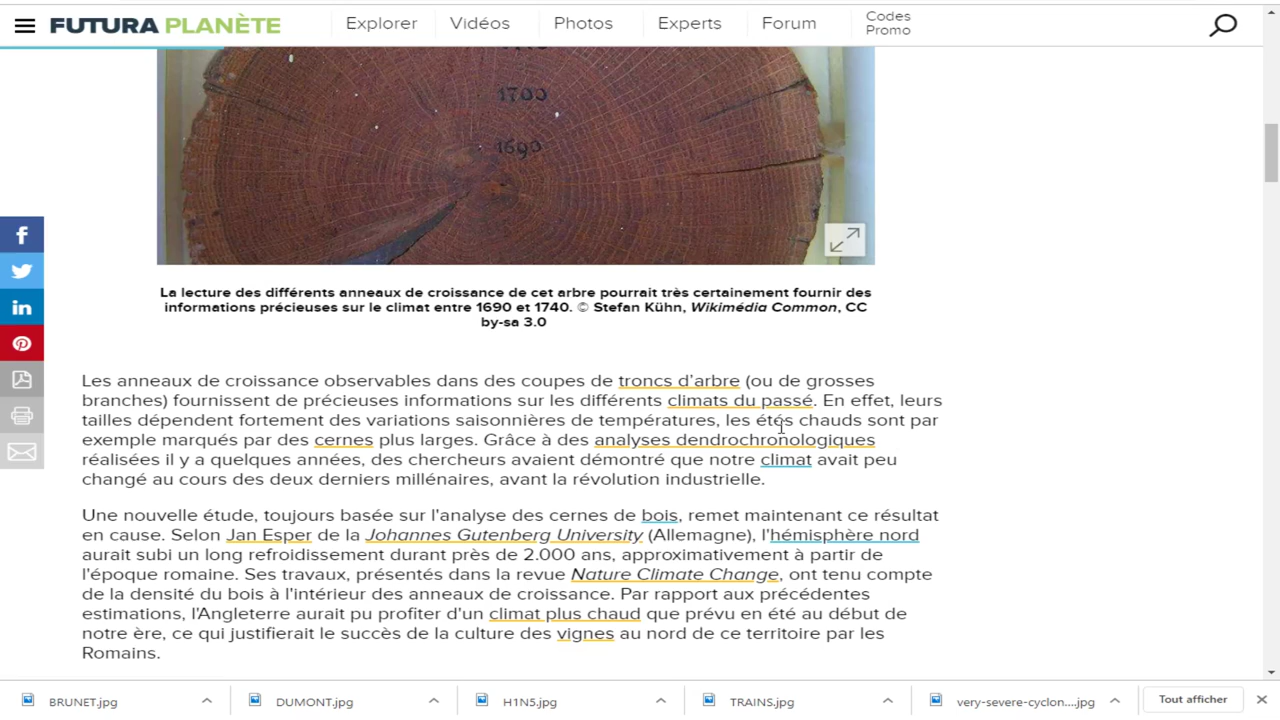 FUTURA PLANÈTE
Explorer
Vidéos
Photos
Experts
Forum
Codes
Promo
1700
1690
La lecture des différents anneaux de croissance de cet arbre pourrait très certainement fournir des
informations précieuses sur le climat entre 1690 et 1740. © Stefan Kühn, Wikimédia Common, CC
by-sa 3.0
Les anneaux de croissance observables dans des coupes de troncs d’arbre (ou de grosses
branches) fournissent de précieuses informations sur les différents climats du passé. En effet, leurs
tailles dépendent fortement des variations saisonnières de températures, les étés chauds sont par
exemple marqués par des cernes plus larges. Grâce à des analyses dendrochronologiques
réalisées il y a quelques années, des chercheurs avaient démontré que notre climat avait peu
changé au cours des deux derniers millénaires, avant la révolution industrielle.
Une nouvelle étude, toujours basée sur l'analyse des cernes de bois, remet maintenant ce résultat
en cause. Selon Jan Esper de la Johannes Gutenberg University (Allemagne), l'hémisphère nord
aurait subi un long refroidissement durant près de 2.000 ans, approximativement à partir de
l'époque romaine. Ses travaux, présentés dans la revue Nature Climate Change, ont tenu compte
de la densité du bois à l'intérieur des anneaux de croissance. Par rapport aux précédentes
estimations, l'Angleterre aurait pu profiter d'un climat plus chaud que prévu en été au début de
notre ère, ce qui justifierait le succès de la culture des vignes au nord de ce territoire par les
Romains.
BRUNET.jpg
DUMONT.jpg
H1N5.jpg
TRAINS.jpg
very-severe-cyclon....jpg
Tout afficher